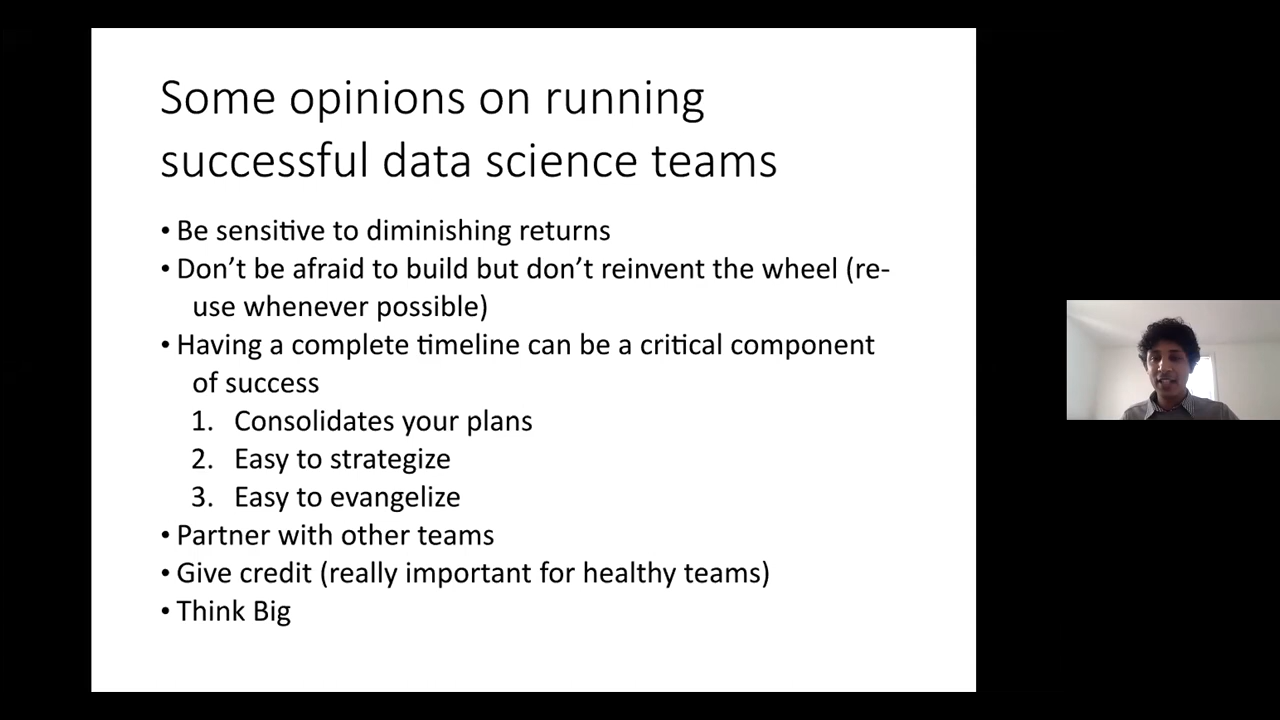 Some opinions on running
successful data science teams
• Be sensitive to diminishing returns
• Don’t be afraid to build but don’t reinvent the wheel (re-
use whenever possible)
• Having a complete timeline can be a critical component
of success
1. Consolidates your plans
2. Easy to strategize
3. Easy to evangelize
• Partner with other teams
• Give credit (really important for healthy teams)
• Think Big